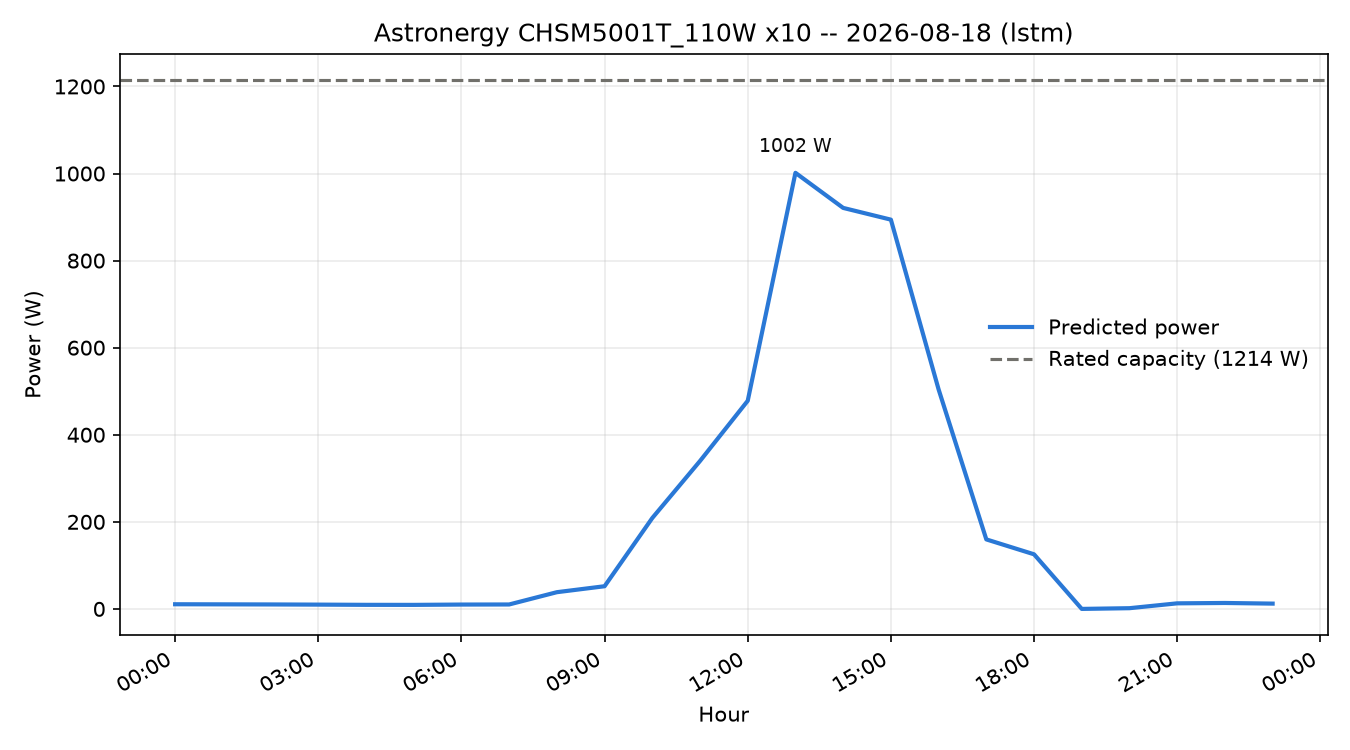 Astronergy CHSM5001T_110W x10 -- 2026-08-18 (lstm)
1200
1000
800
600
400
200
0
Power (W)
1002 W
Predicted power
Rated capacity (1214 W)
00:00
03:00
06:00
09:00
12:00
15:00
18:00
21:00
00:00
Hour